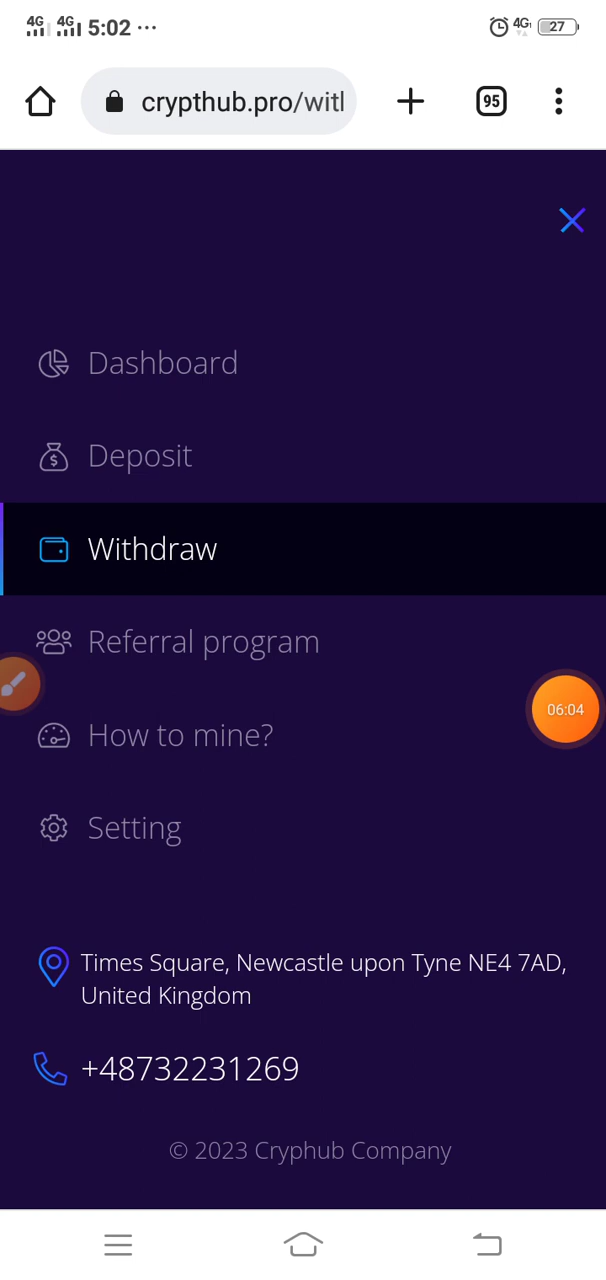 4G 4G 5:02 ... 4G 27
crypthub.pro/witl 95
Dashboard
Deposit
Withdraw
Referral program
06:04
How to mine?
Setting
Times Square, Newcastle upon Tyne NE4 7AD,
United Kingdom
+48732231269
© 2023 Cryphub Company